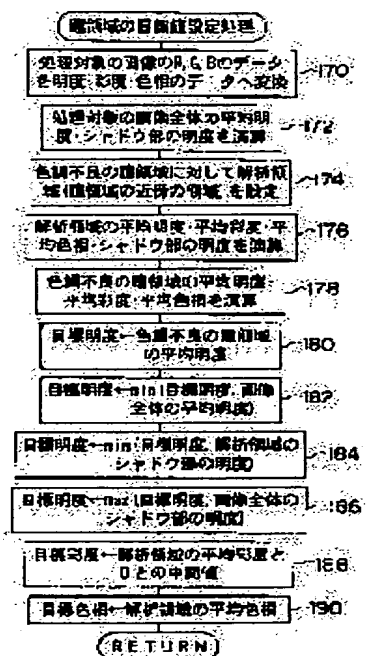 瞳領域の目標値設定処理
処理対象の画像のR,G,Bのデータ
を明度・彩度・色相のデータへ変換
170
処理対象の画像全体の平均明
度・シャドウ部の明度を演算
172
色調不良の瞳領域に対して解析領
域(瞳領域の近傍の領域)を設定
174
解析領域の平均明度・平均彩度・平
均色相・シャドウ部の明度を演算
176
色調不良の瞳領域の平均明度・
平均彩度・平均色相を演算
178
目標明度←色調不良の瞳領域
の平均明度
180
目標明度←min(目標明度,画像
全体の平均明度)
182
目標明度←min(目標明度,解析領域の
シャドウ部の明度)
184
目標明度←max(目標明度,画像全体の
シャドウ部の明度)
186
目標彩度←解析領域の平均彩度と
0との中間値
188
目標色相←解析領域の平均色相
190
RETURN